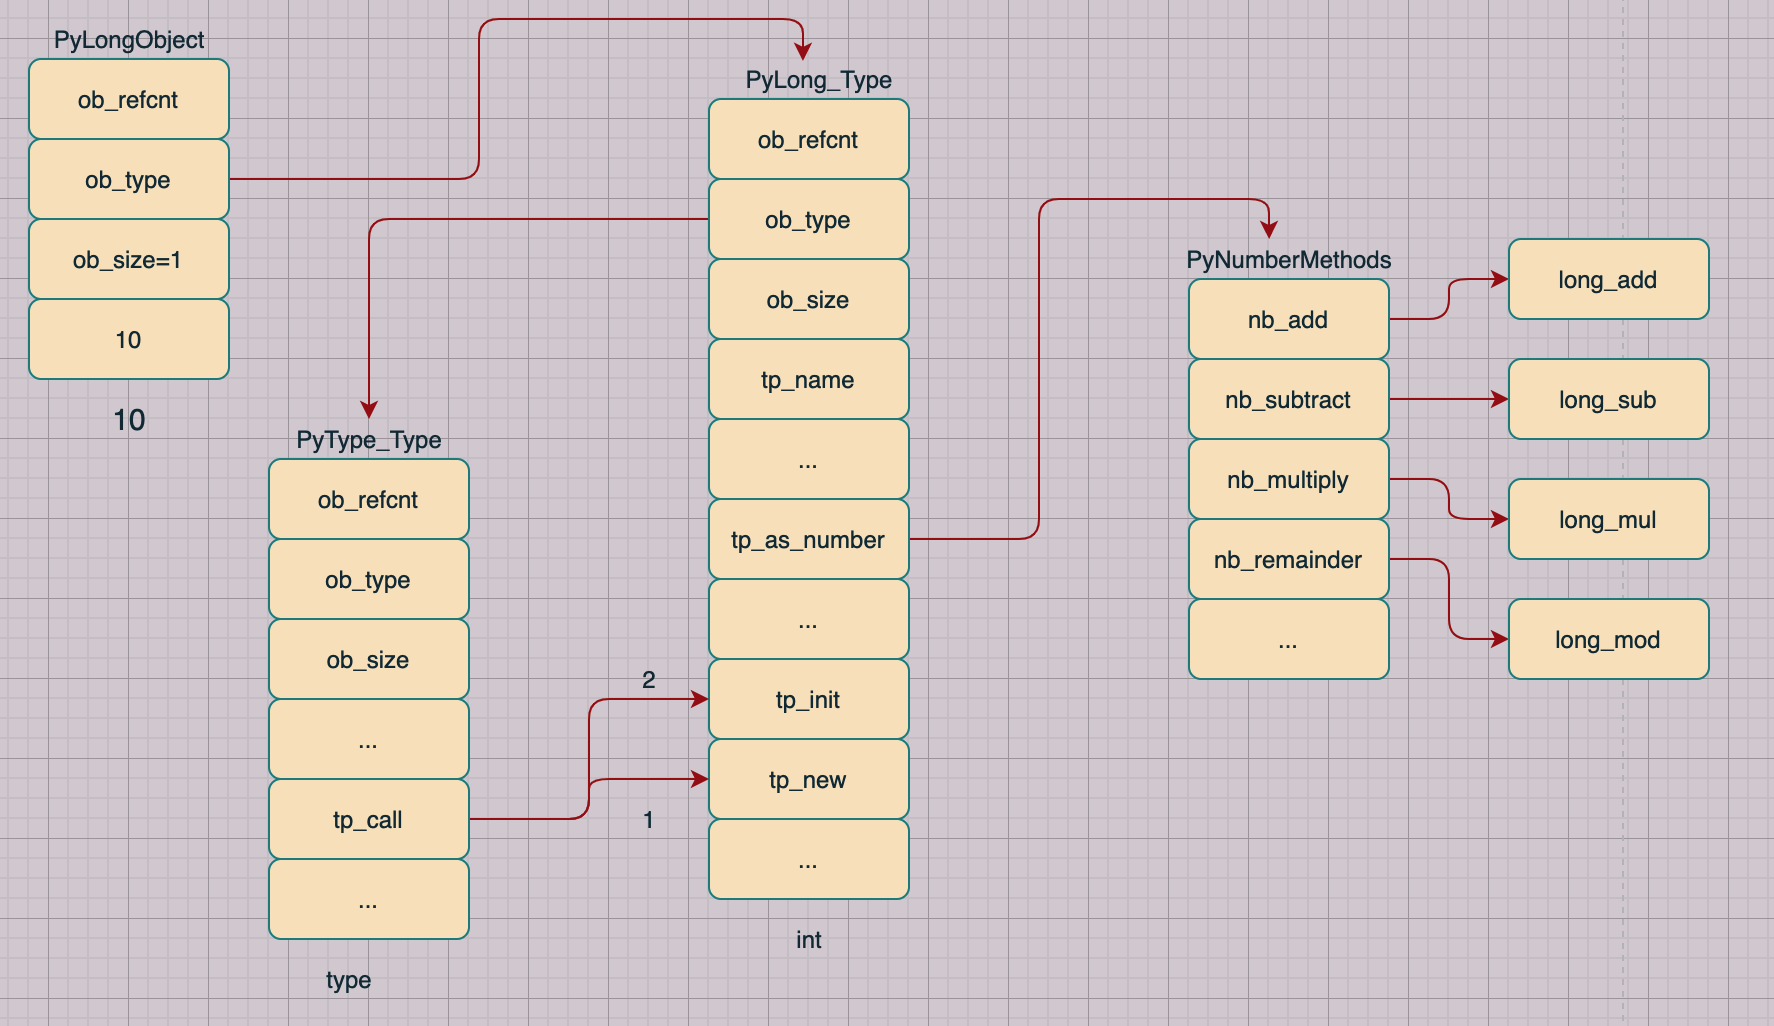 PyLongObject
ob_refcnt
ob_type
ob_size=1
10
10
PyType_Type
ob_refcnt
ob_type
ob_size
...
tp_call
...
type
2
1
PyLong_Type
ob_refcnt
ob_type
ob_size
tp_name
...
tp_as_number
...
tp_init
tp_new
...
int
PyNumberMethods
nb_add
nb_subtract
nb_multiply
nb_remainder
...
long_add
long_sub
long_mul
long_mod